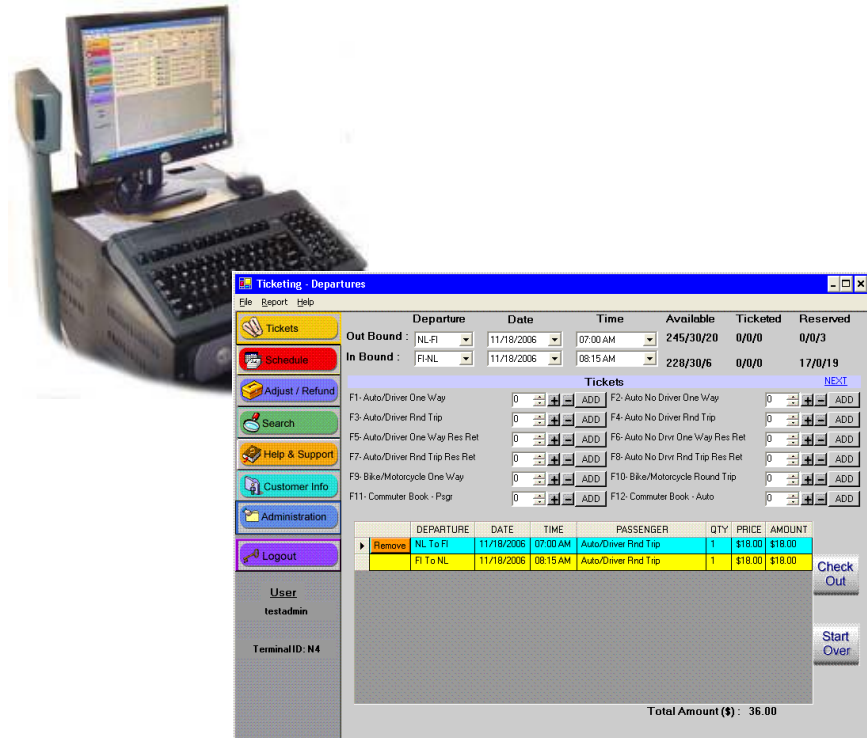 Ticketing - Departures
File Report Help
Departure Date Time Available Ticketed Reserved
Out Bound : NL-FI 11/18/2006 07:00 AM 245/30/20 0/0/0 0/0/3
In Bound : FI-NL 11/18/2006 08:15 AM 228/30/6 0/0/0 17/0/19
Tickets
Schedule
Adjust / Refund
Search
Help & Support
Customer Info
Administration
Logout
User
testadmin
Terminal ID: N4
Tickets NEXT
F1- Auto/Driver One Way 0 + - ADD F2- Auto No Driver One Way 0 + - ADD
F3- Auto/Driver Rnd Trip 0 + - ADD F4- Auto No Driver Rnd Trip 0 + - ADD
F5- Auto/Driver One Way Res Ret 0 + - ADD F6- Auto No Drvr One Way Res Ret 0 + - ADD
F7- Auto/Driver Rnd Trip Res Ret 0 + - ADD F8- Auto No Drvr Rnd Trip Res Ret 0 + - ADD
F9- Bike/Motorcycle One Way 0 + - ADD F10- Bike/Motorcycle Round Trip 0 + - ADD
F11- Commuter Book - Psgr 0 + - ADD F12- Commuter Book - Auto 0 + - ADD
DEPARTURE DATE TIME PASSENGER QTY PRICE AMOUNT
Remove NL To FI 11/18/2006 07:00 AM Auto/Driver Rnd Trip 1 $18.00 $18.00
FI To NL 11/18/2006 08:15 AM Auto/Driver Rnd Trip 1 $18.00 $18.00
Check
Out
Start
Over
Total Amount ($) : 36.00